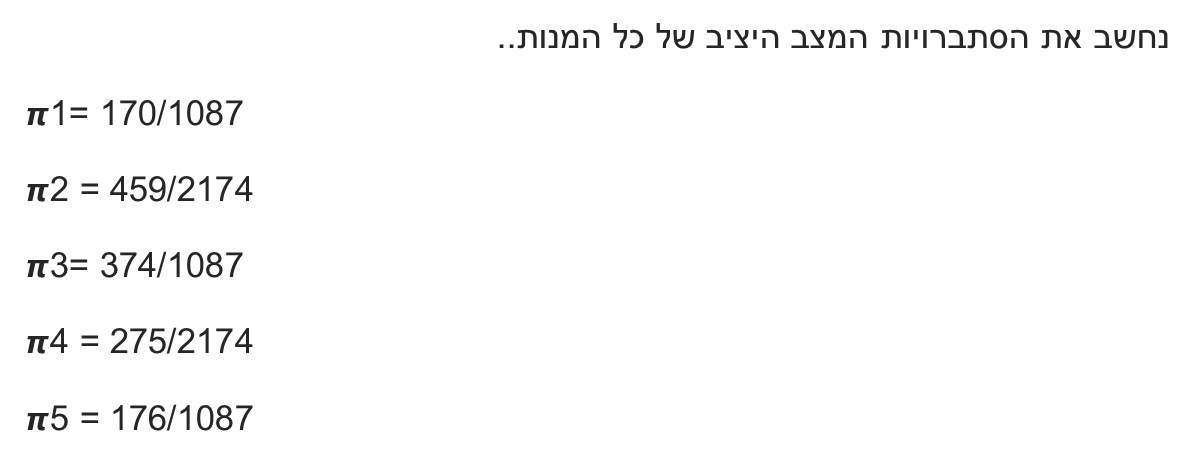 נחשב את הסתברויות המצב היציב של כל המנות..
π1= 170/1087
π2 = 459/2174
π3= 374/1087
π4 = 275/2174
π5 = 176/1087